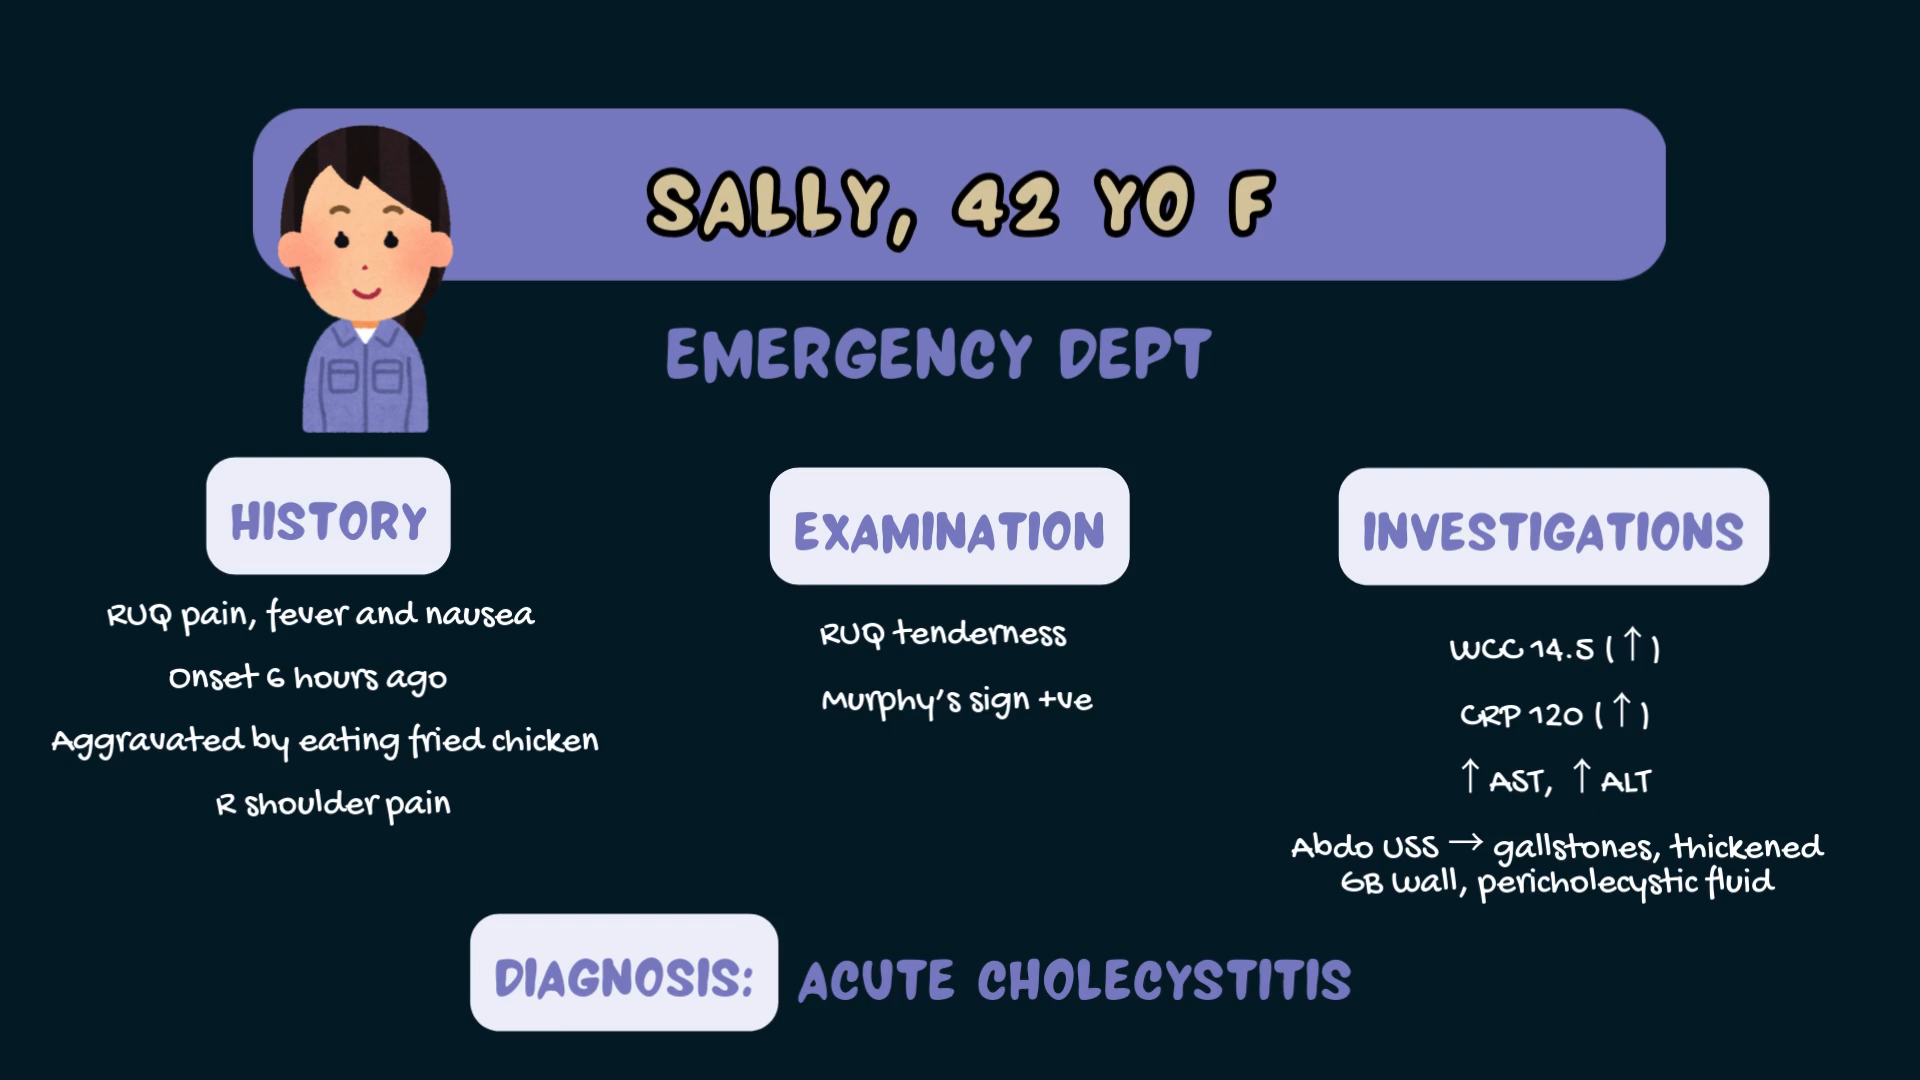 SALLY, 42 YO F
EMERGENCY DEPT
HISTORY
RUQ pain, fever and nausea
Onset 6 hours ago
Aggravated by eating fried chicken
R shoulder pain
EXAMINATION
RUQ tenderness
Murphy's sign +ve
INVESTIGATIONS
WCC 14.5 (↑)
CRP 120 (↑)
↑ AST, ↑ ALT
Abdo USS → gallstones, thickened
GB wall, pericholecystic fluid
DIAGNOSIS: ACUTE CHOLECYSTITIS